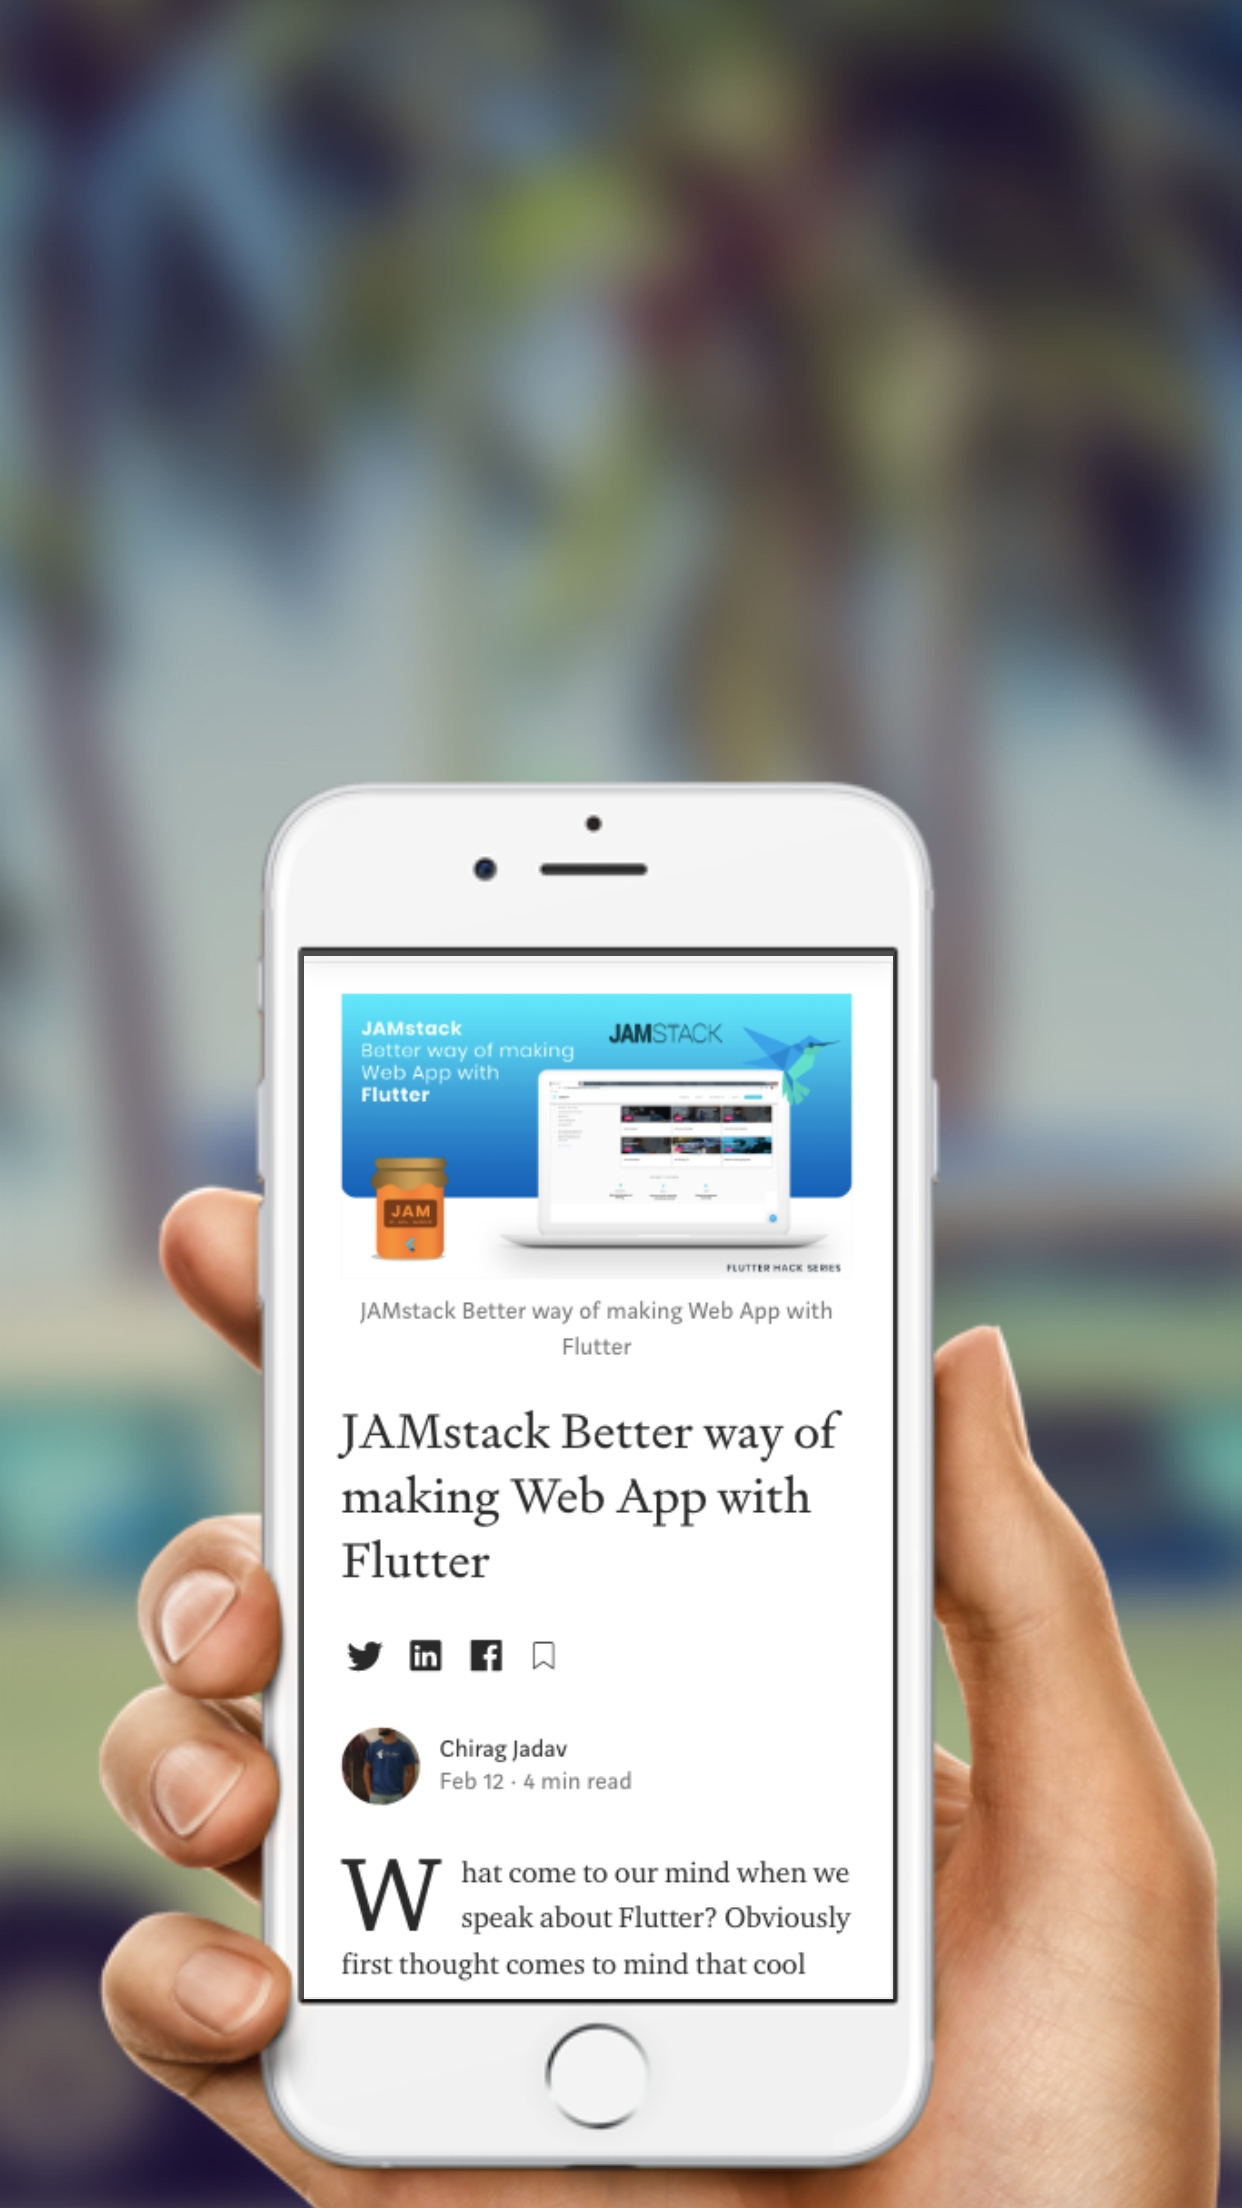 JAMstack
Better way of making
Web App with
Flutter
JAMSTACK
JAM
FLUTTER HACK SERIES
JAMstack Better way of making Web App with
Flutter
JAMstack Better way of
making Web App with
Flutter
Chirag Jadav
Feb 12 · 4 min read
What come to our mind when we
speak about Flutter? Obviously
first thought comes to mind that cool